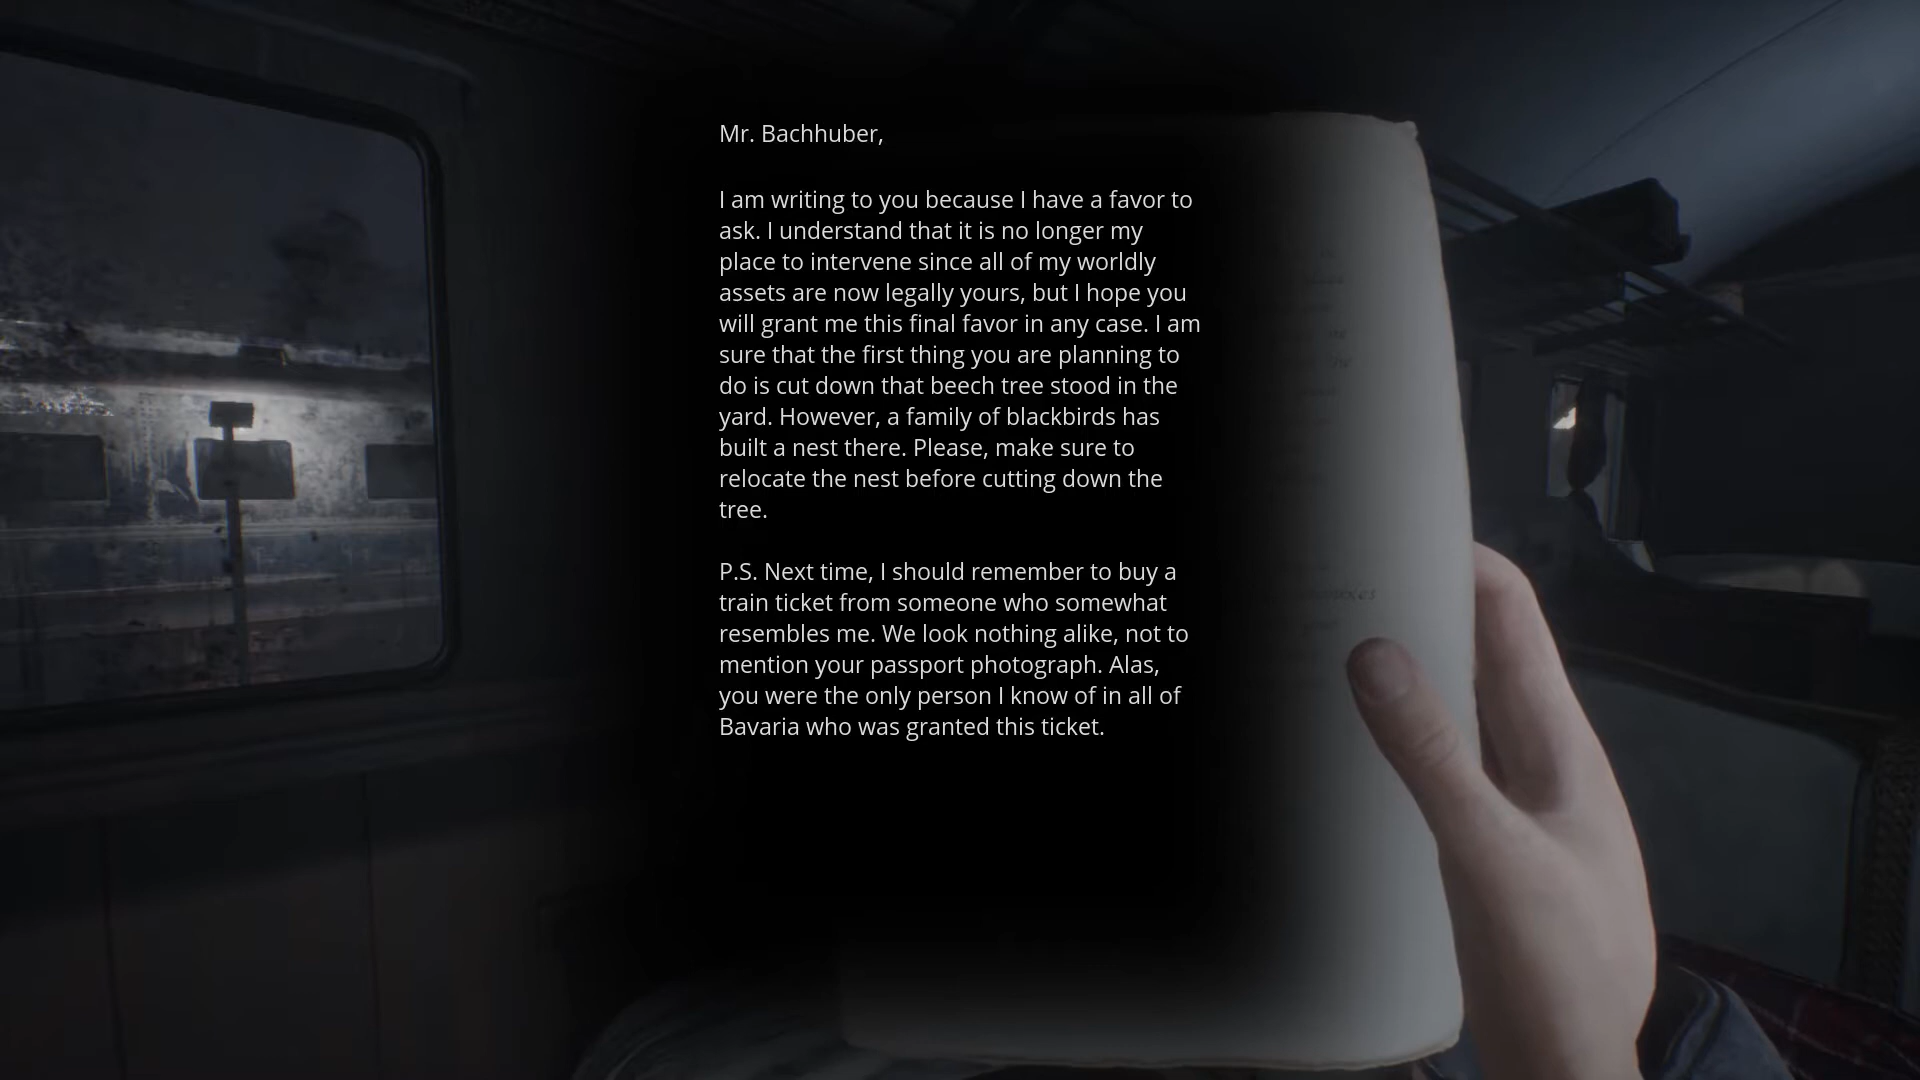 Mr. Bachhuber,
I am writing to you because I have a favor to
ask. I understand that it is no longer my
place to intervene since all of my worldly
assets are now legally yours, but I hope you
will grant me this final favor in any case. I am
sure that the first thing you are planning to
do is cut down that beech tree stood in the
yard. However, a family of blackbirds has
built a nest there. Please, make sure to
relocate the nest before cutting down the
tree.
P.S. Next time, I should remember to buy a
train ticket from someone who somewhat
resembles me. We look nothing alike, not to
mention your passport photograph. Alas,
you were the only person I know of in all of
Bavaria who was granted this ticket.